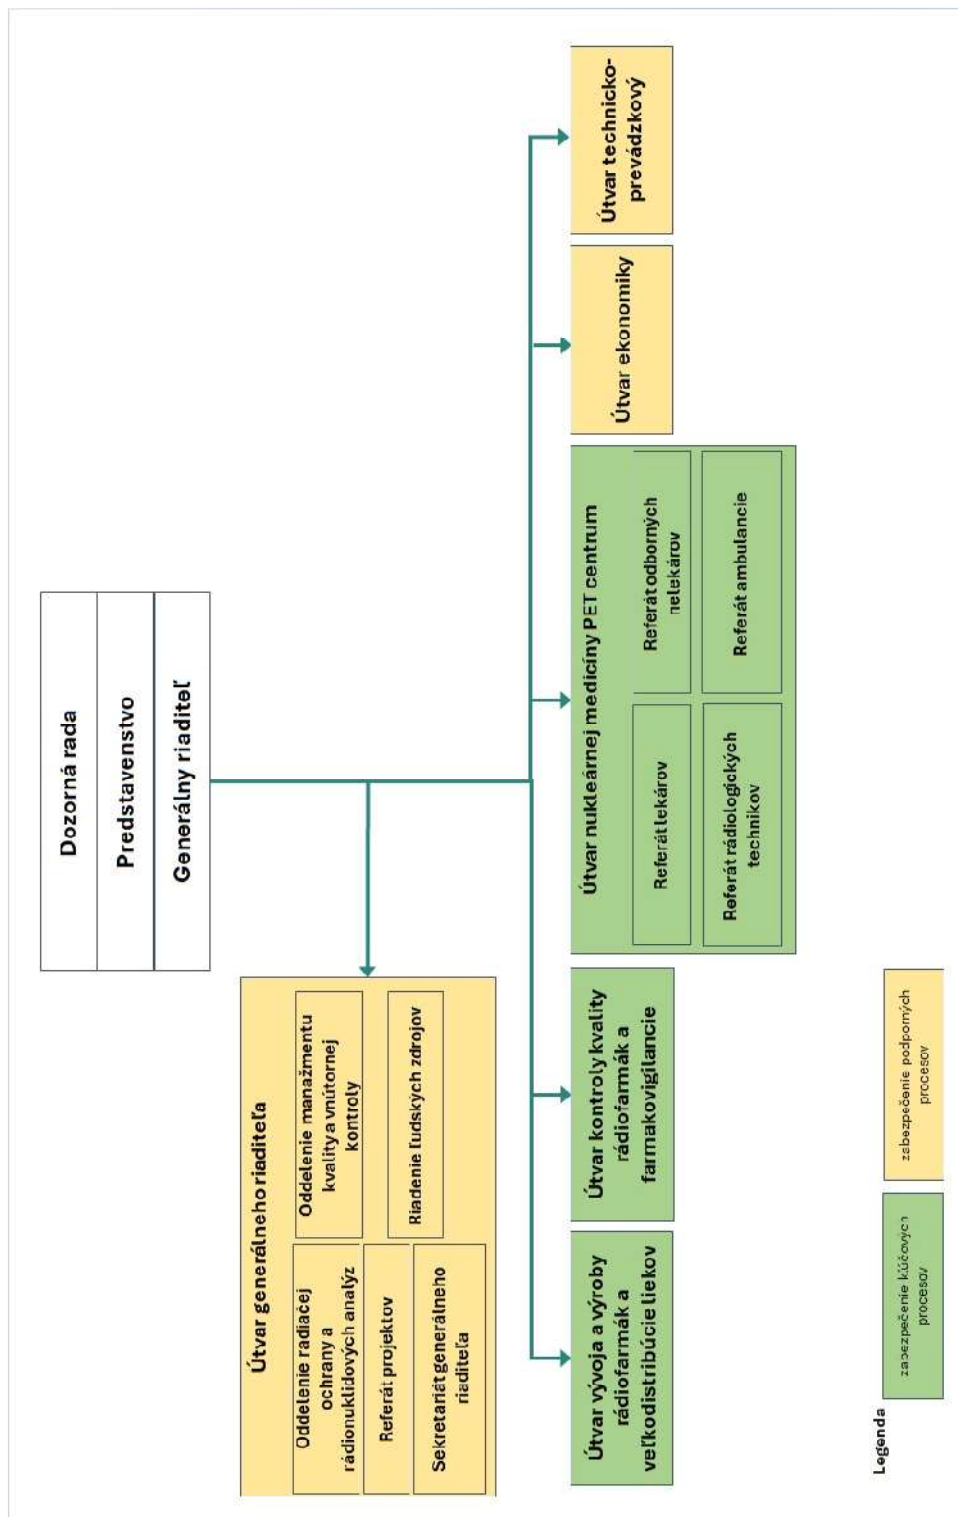 Dozorná rada
Predstavenstvo
Generálny riaditeľ
Útvar generálneho riaditeľa
Oddelenie radiačej
ochrany a
rádionuklidových analýz
Oddelenie manažmentu
kvality a vnútornej
kontroly
Referát projektov
Riadenie ľudských zdrojov
Sekretariát generálneho
riaditeľa
Útvar vývoja a výroby
rádiofarmák a
veľkodistribúcie liekov
Útvar kontroly kvality
rádiofarmák a
farmakovigilancie
Útvar nukleárnej medicíny PET centrum
Referát lekárov
Referát odborných
nelekárov
Referát rádiologických
technikov
Referát ambulancie
Útvar ekonomiky
Útvar technicko-
prevádzkový
Legenda
zabezpečenie kľúčových
procesov
zabezpečenie podporných
procesov